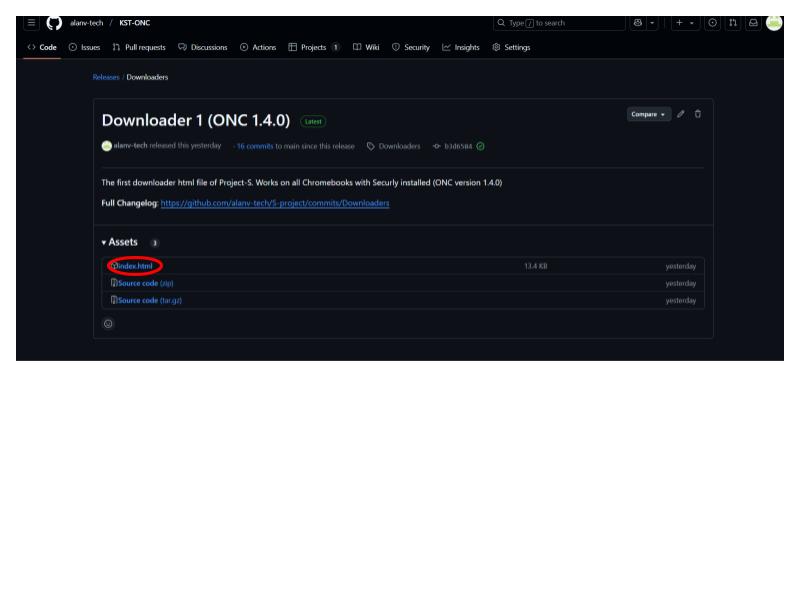 alanv-tech / KST-ONC Type / to search
Code Issues Pull requests Discussions Actions Projects 1 Wiki Security Insights Settings
Releases / Downloaders
Downloader 1 (ONC 1.4.0) Latest Compare
alanv-tech released this yesterday · 16 commits to main since this release Downloaders b3d6584
The first downloader html file of Project-S. Works on all Chromebooks with Securly installed (ONC version 1.4.0)
Full Changelog: https://github.com/alanv-tech/S-project/commits/Downloaders
Assets 3
index.html 13.4 KB yesterday
Source code (zip) yesterday
Source code (tar.gz) yesterday